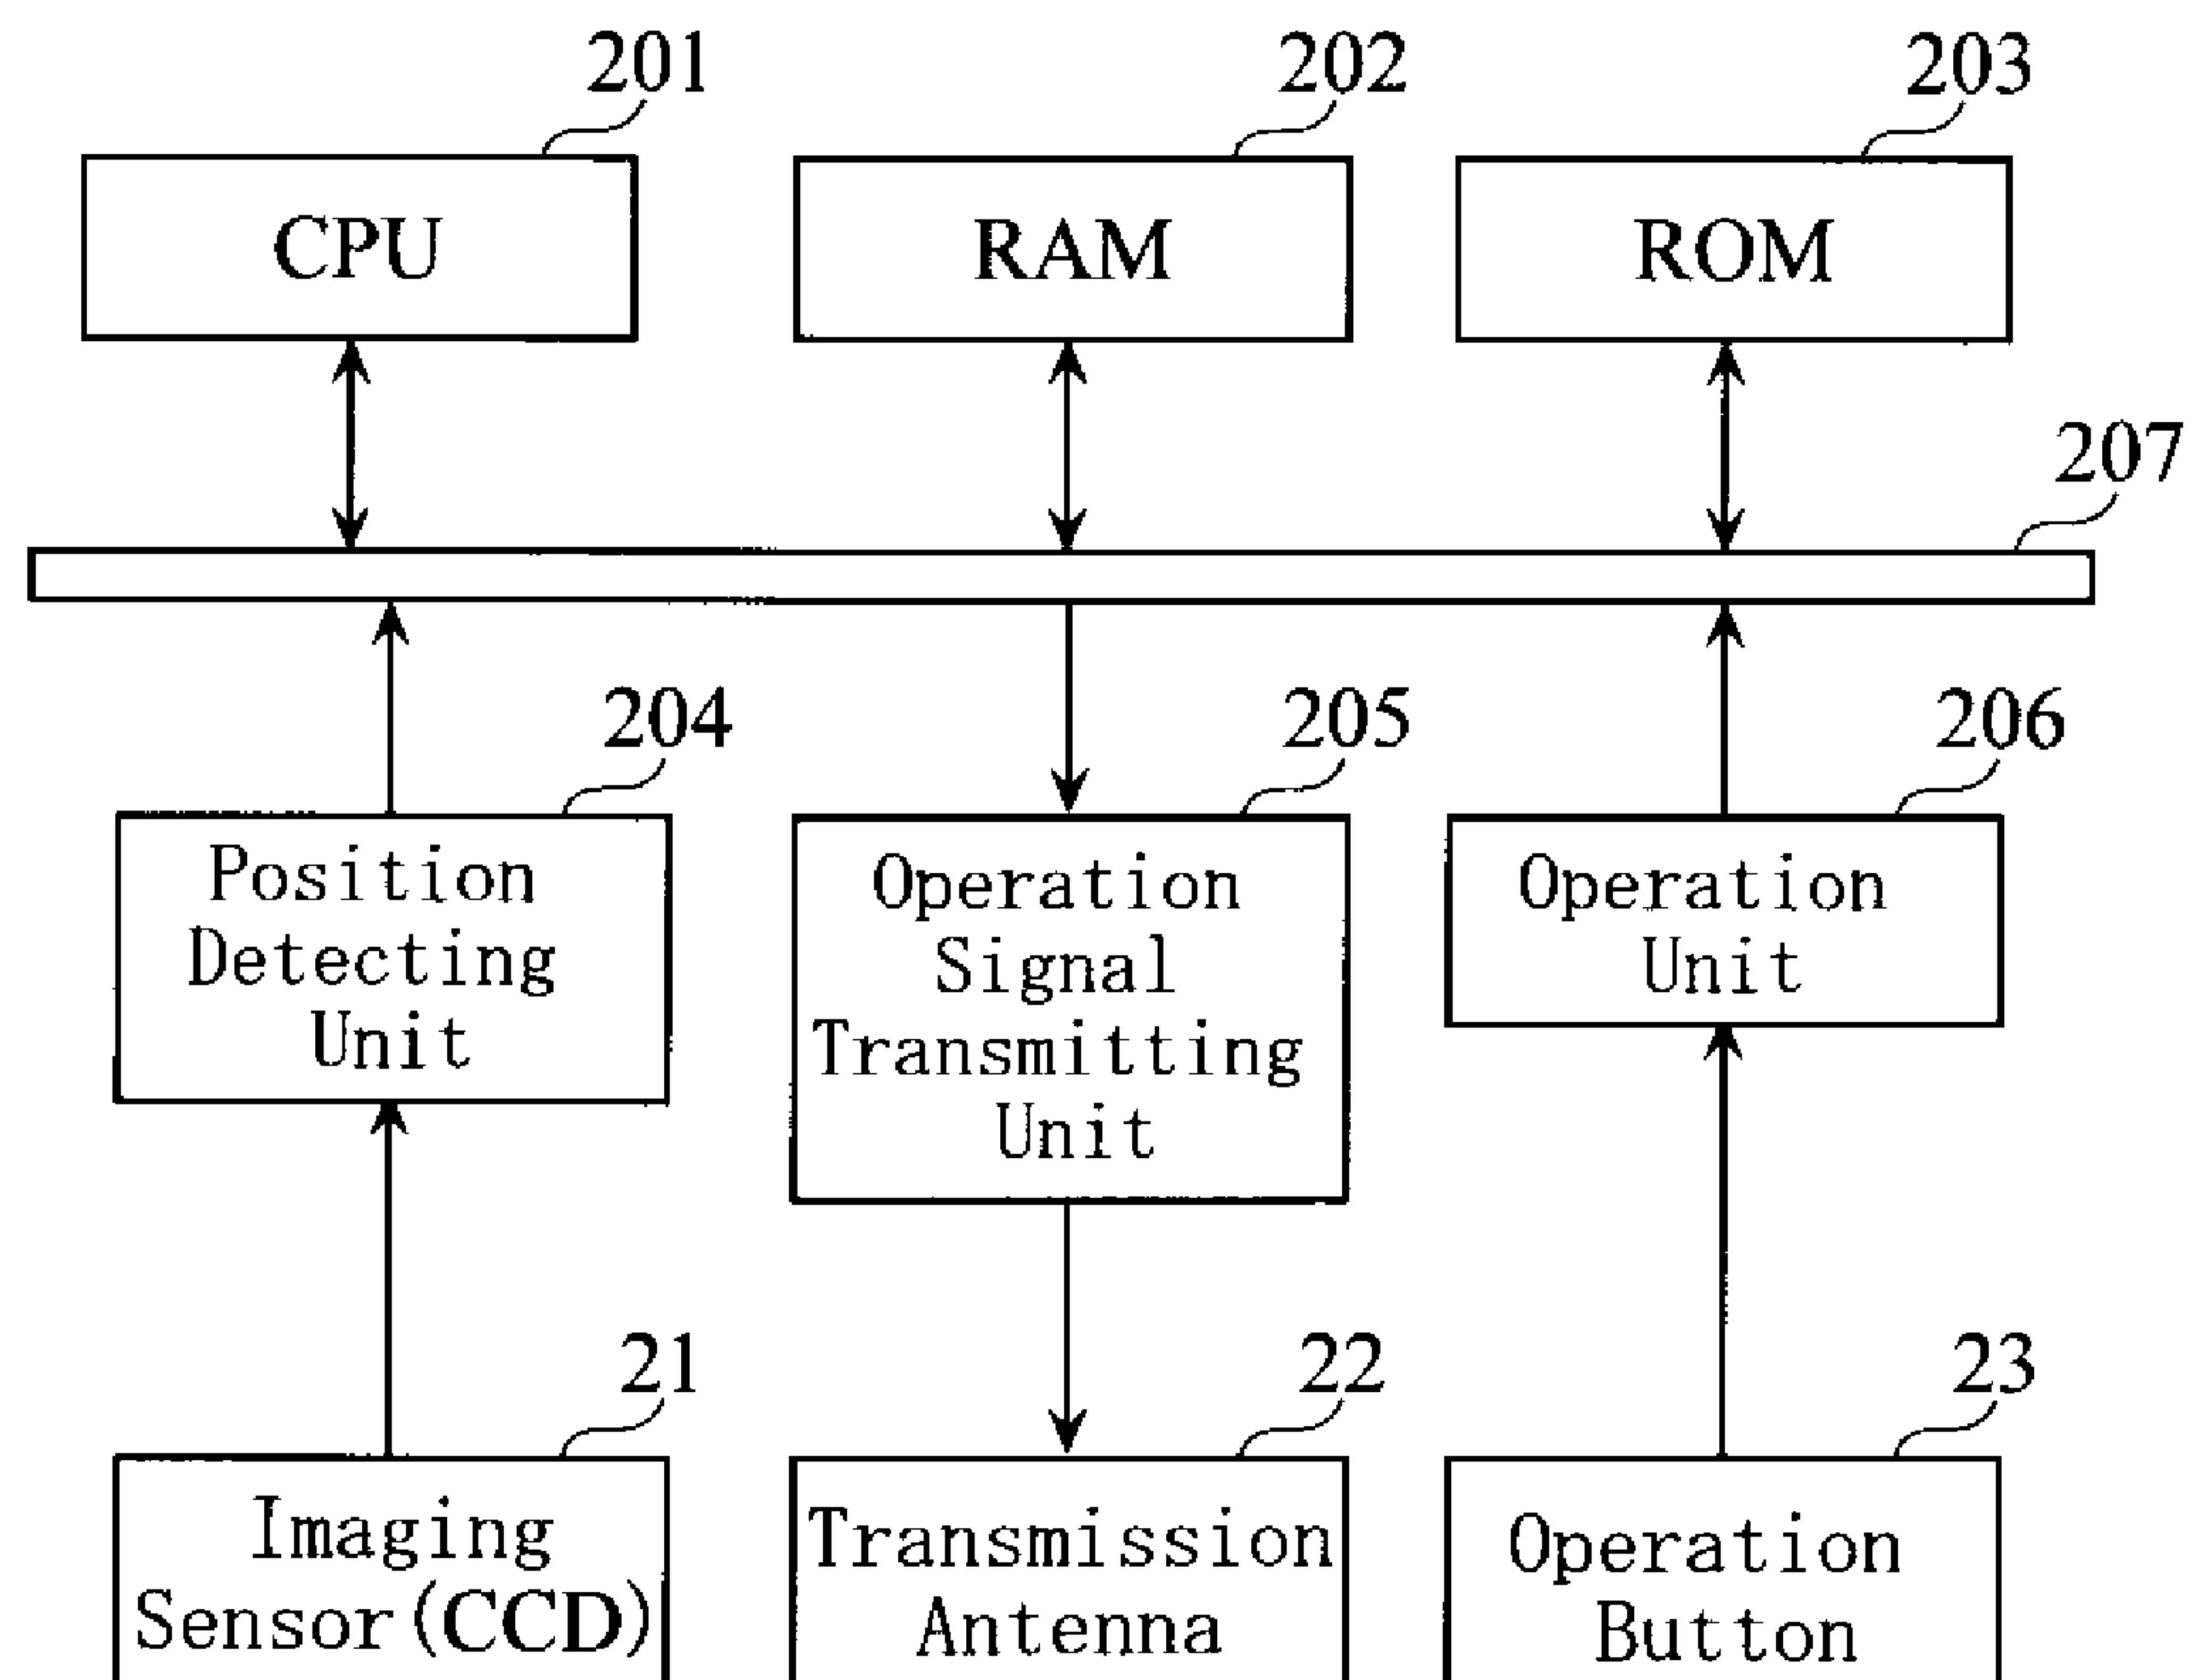 201
202
203
CPU
RAM
ROM
207
204
205
206
Position
Detecting
Unit
Operation
Signal
Transmitting
Unit
Operation
Unit
21
22
23
Imaging
Sensor(CCD)
Transmission
Antenna
Operation
Button